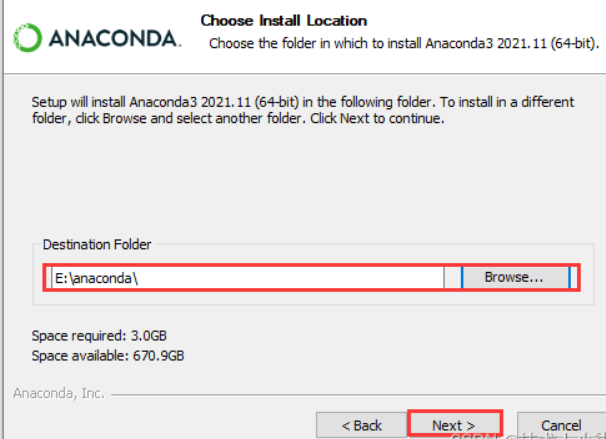 ANACONDA.
Choose Install Location
Choose the folder in which to install Anaconda3 2021.11 (64-bit).
Setup will install Anaconda3 2021.11 (64-bit) in the following folder. To install in a different
folder, click Browse and select another folder. Click Next to continue.
Destination Folder
E:\anaconda\
Browse...
Space required: 3.0GB
Space available: 670.9GB
Anaconda, Inc.
< Back
Next >
Cancel